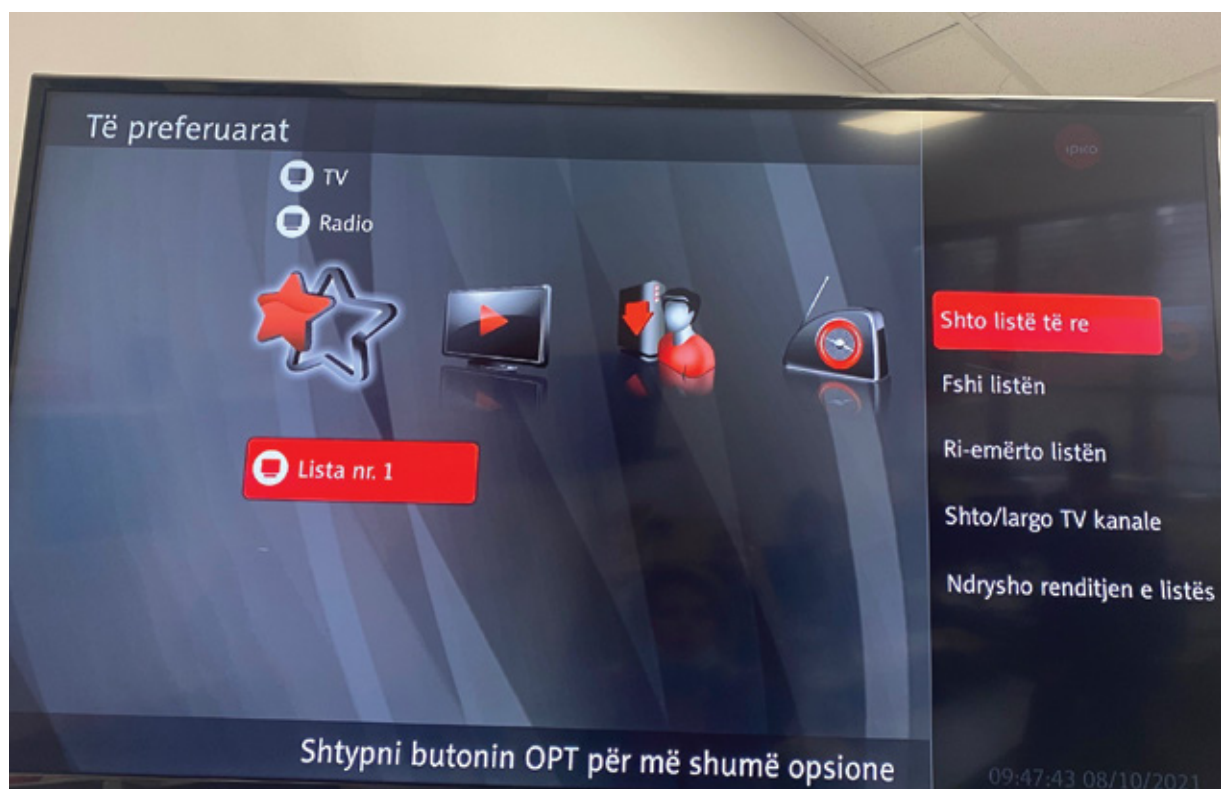 Të preferuarat
TV
Radio
Lista nr. 1
Shtypni butonin OPT për më shumë opsione
ipko
Shto listë të re
Fshi listën
Ri-emërto listën
Shto/largo TV kanale
Ndrysho renditjen e listës
09:47:43 08/10/2021